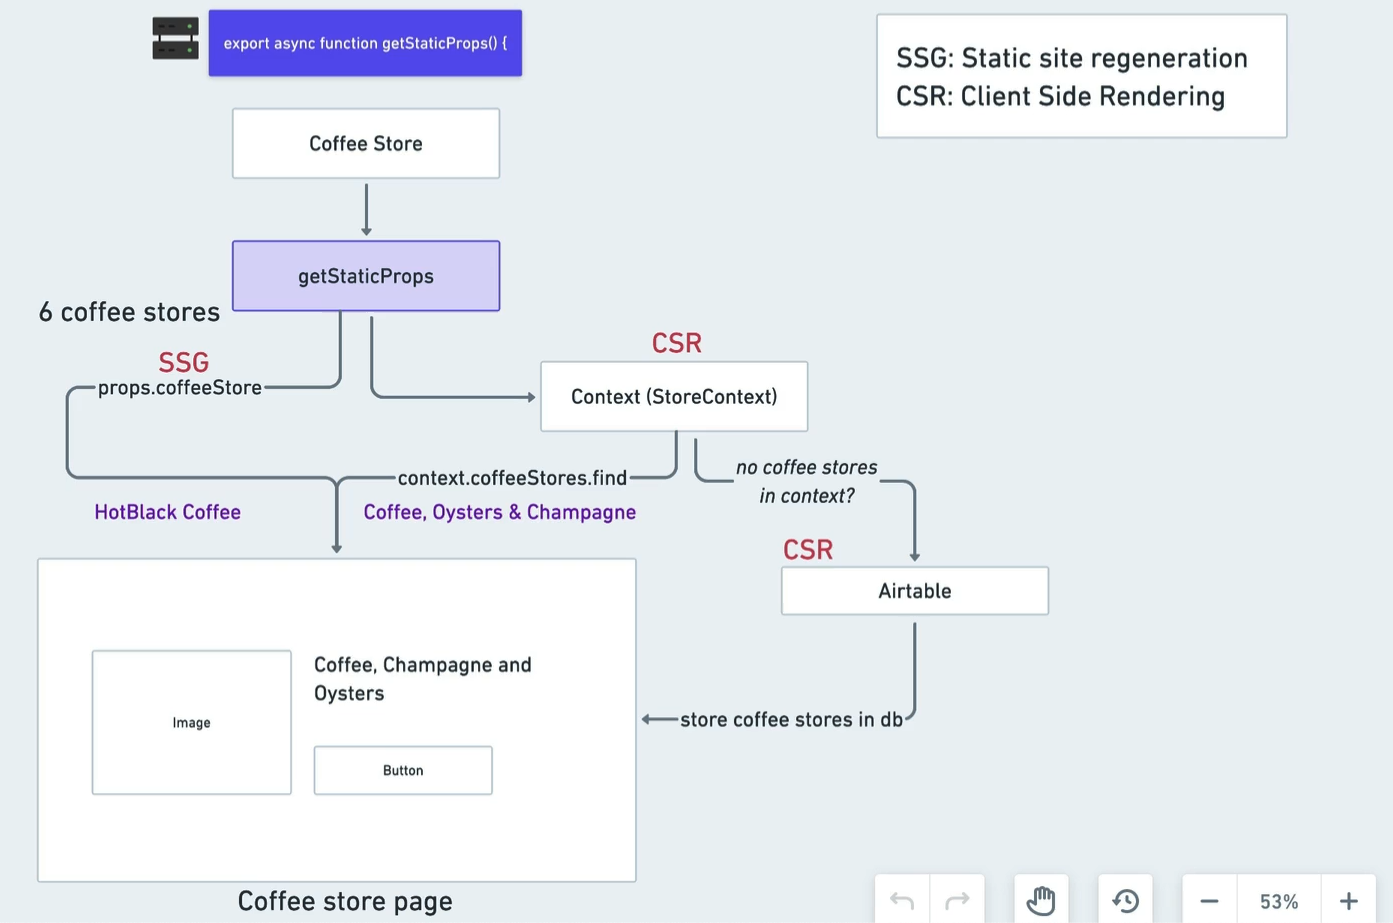 export async function getStaticProps() {
SSG: Static site regeneration
CSR: Client Side Rendering
Coffee Store
getStaticProps
6 coffee stores
SSG
props.coffeeStore
CSR
Context (StoreContext)
context.coffeeStores.find
no coffee stores
in context?
HotBlack Coffee
Coffee, Oysters & Champagne
CSR
Airtable
Coffee, Champagne and
Oysters
Image
Button
store coffee stores in db
Coffee store page
53%